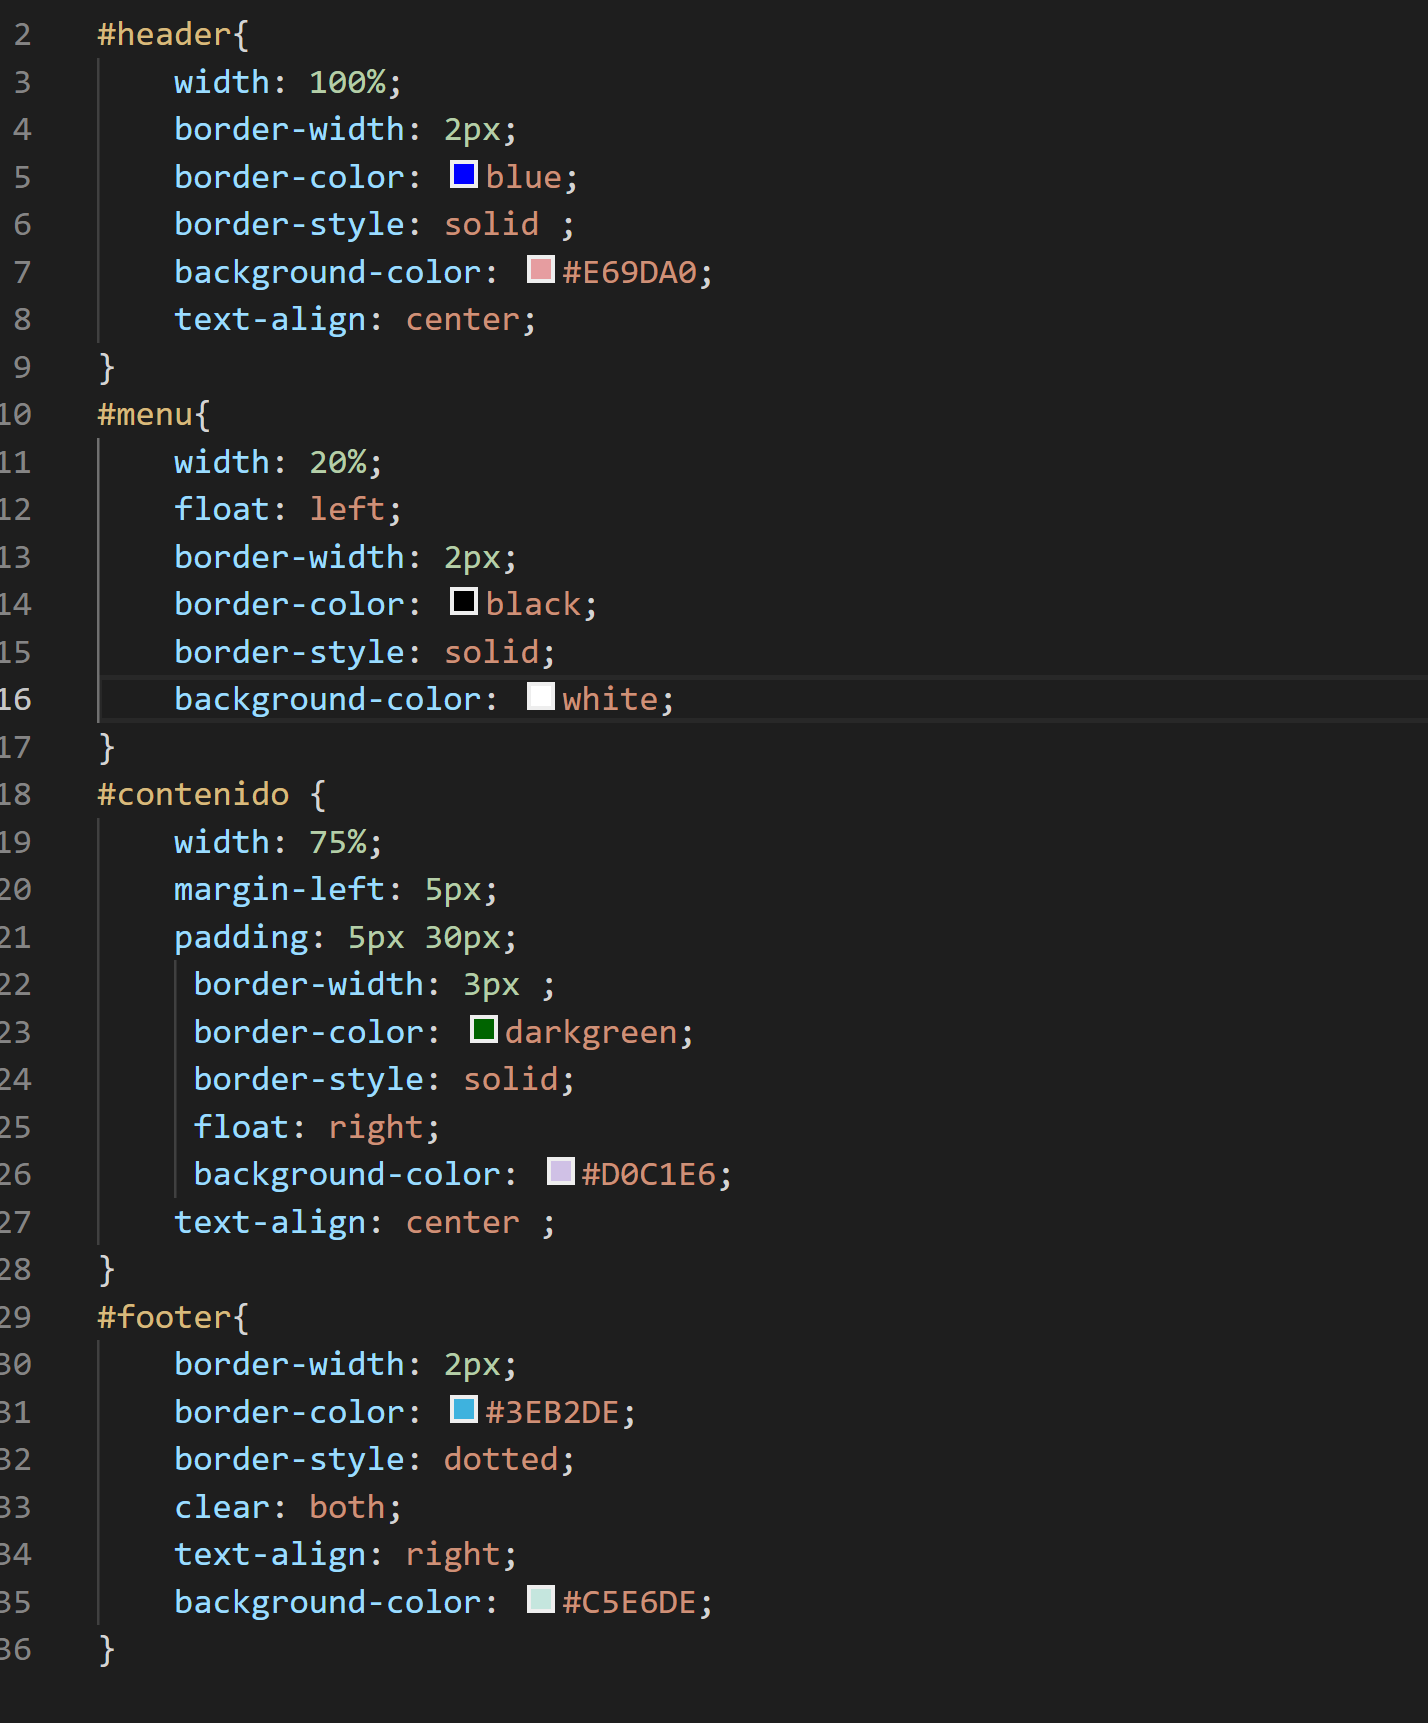 2 #header{
3 width: 100%;
4 border-width: 2px;
5 border-color: blue;
6 border-style: solid ;
7 background-color: #E69DA0;
8 text-align: center;
9 }
10 #menu{
11 width: 20%;
12 float: left;
13 border-width: 2px;
14 border-color: black;
15 border-style: solid;
16 background-color: white;
17 }
18 #contenido {
19 width: 75%;
20 margin-left: 5px;
21 padding: 5px 30px;
22 border-width: 3px ;
23 border-color: darkgreen;
24 border-style: solid;
25 float: right;
26 background-color: #D0C1E6;
27 text-align: center ;
28 }
29 #footer{
30 border-width: 2px;
31 border-color: #3EB2DE;
32 border-style: dotted;
33 clear: both;
34 text-align: right;
35 background-color: #C5E6DE;
36 }